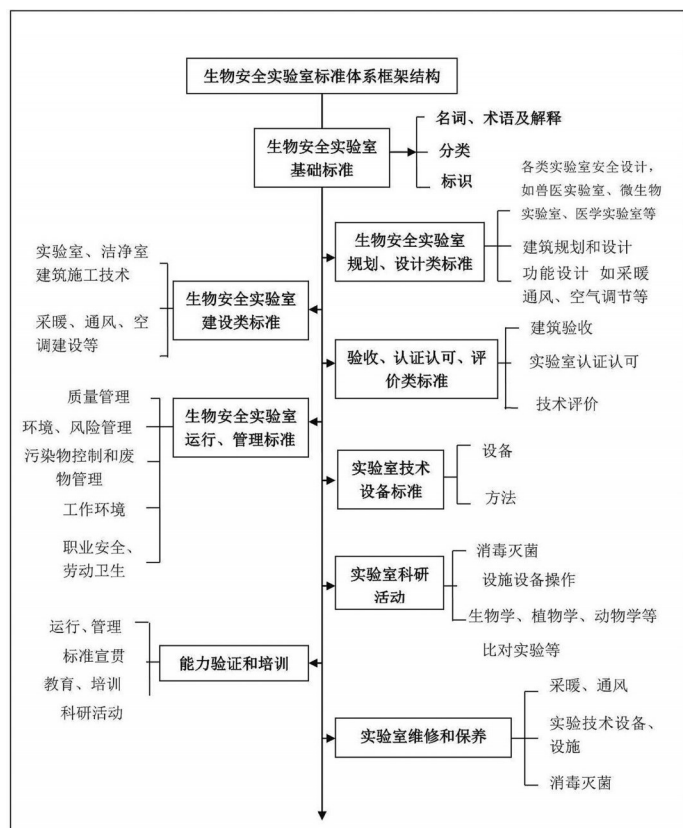 生物安全实验室标准体系框架结构
生物安全实验室
基础标准
名词、术语及解释
分类
标识
各类实验室安全设计，
如兽医实验室、微生物
实验室、医学实验室等
生物安全实验室
规划、设计类标准
建筑规划和设计
功能设计 如采暖
通风、空气调节等
实验室、洁净室
建筑施工技术
采暖、通风、空
调建设等
生物安全实验室
建设类标准
验收、认证认可、评
价类标准
建筑验收
实验室认证认可
技术评价
质量管理
环境、风险管理
污染物控制和废
物管理
工作环境
职业安全、
劳动卫生
生物安全实验室
运行、管理标准
实验室技术
设备标准
设备
方法
实验室科研
活动
消毒灭菌
设施设备操作
生物学、植物学、动物学等
比对实验等
运行、管理
标准宣贯
教育、培训
科研活动
能力验证和培训
实验室维修和保养
采暖、通风
实验技术设备、
设施
消毒灭菌